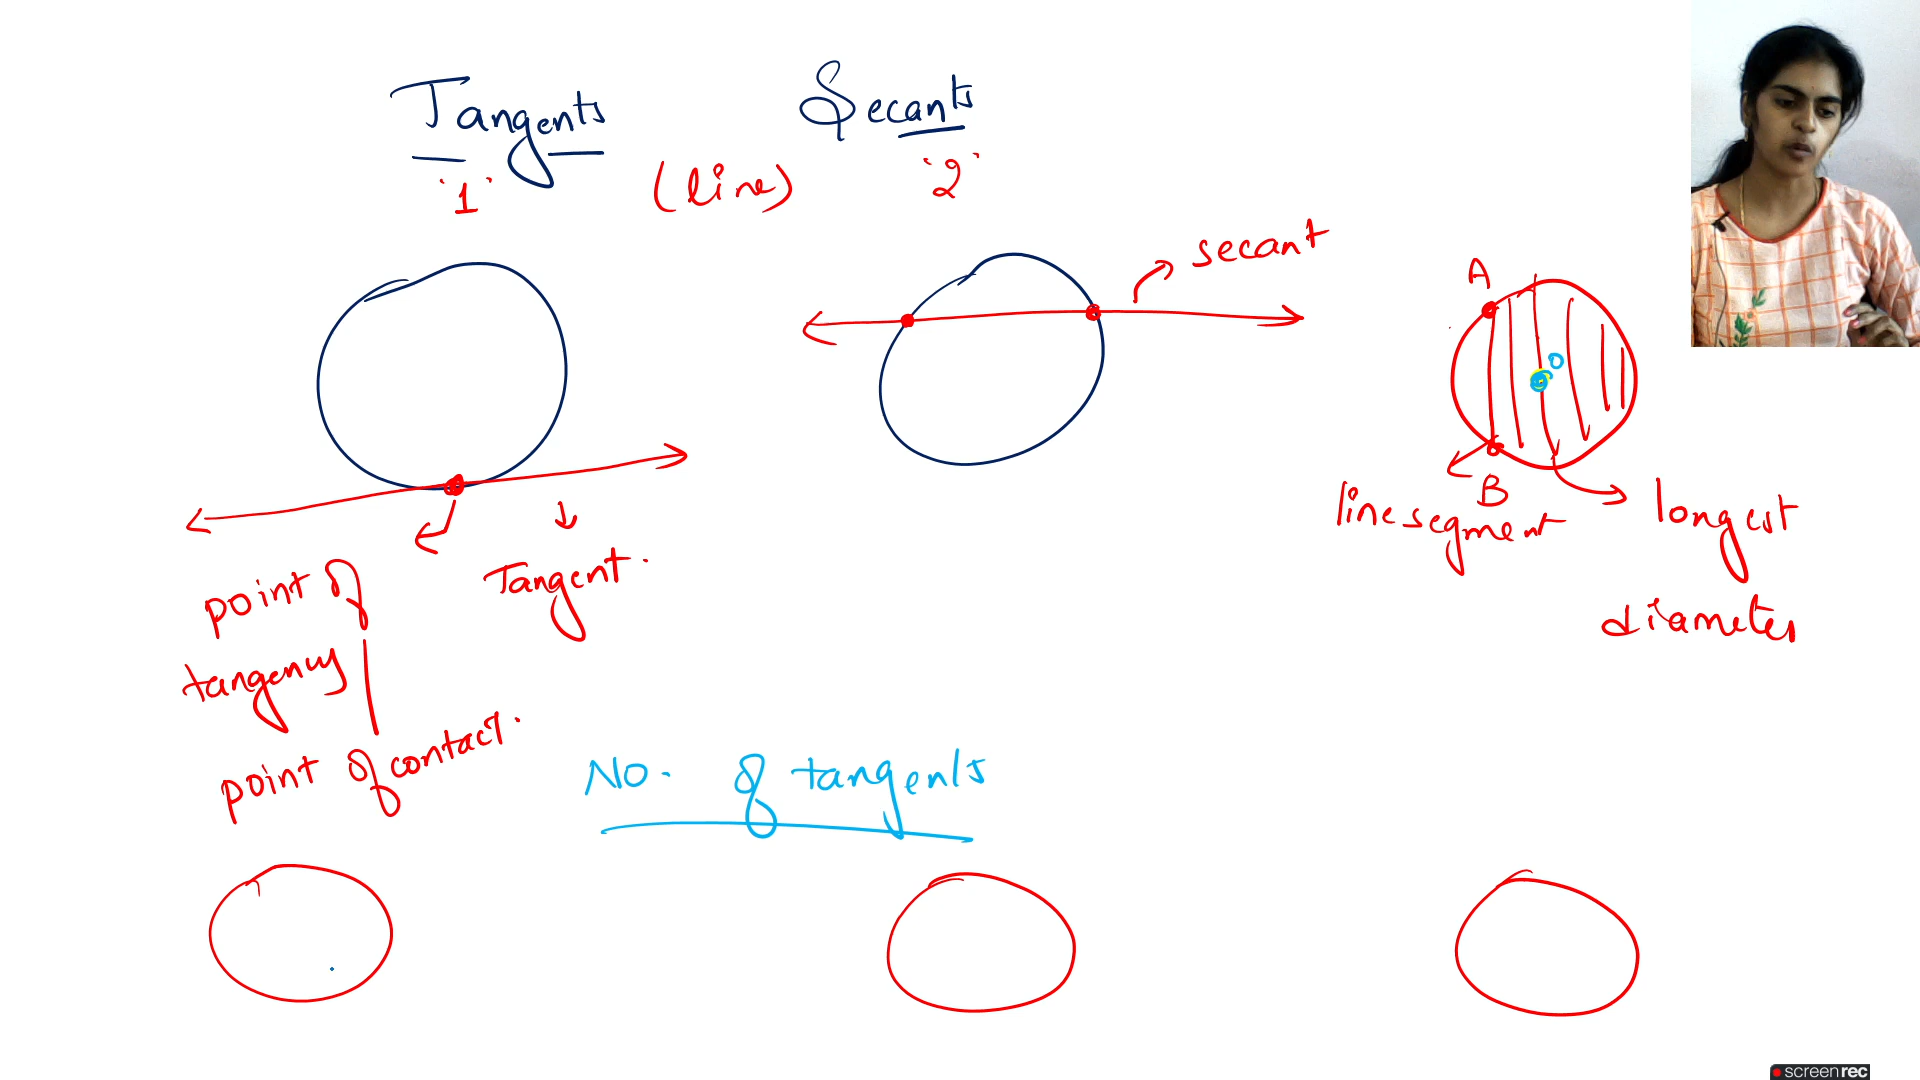 Tangents Secants
'1' (line) '2'
secant
A
O
B
line segment
longest
diameter
Tangent.
point of
tangency
point of contact.
No. of tangents
screenrec